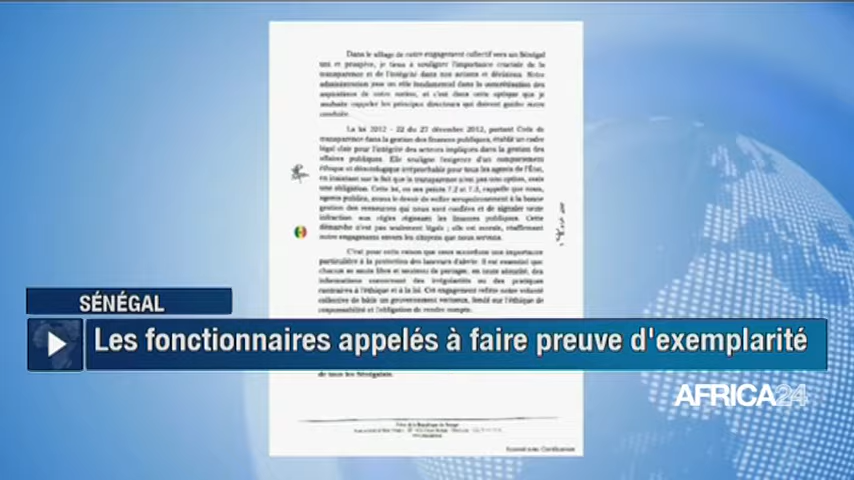 Dans le sillage de notre engagement collectif vers un Sénégal
uni et prospère, je tiens à souligner l'importance cruciale de la
transparence et de l'intégrité dans nos actions et décisions. Notre
administration joue un rôle fondamental dans la concrétisation des
aspirations de notre nation, et c'est dans cette optique que je
souhaite rappeler les principes directeurs qui doivent guider notre
conduite.
La loi 2012 - 22 du 27 décembre 2012, portant Code de
transparence dans la gestion des finances publiques, établit un cadre
légal clair pour l'intégrité des acteurs impliqués dans la gestion des
affaires publiques. Elle souligne l'exigence d'un comportement
éthique et déontologique irréprochable pour tous les agents de l'État,
en insistant sur le fait que la transparence n'est pas une option, mais
une obligation. Cette loi, en ses points 7.2 et 7.3, rappelle que nous,
agents publics, avons le devoir de veiller scrupuleusement à la bonne
gestion des ressources qui nous sont confiées et de signaler toute
infraction aux règles régissant les finances publiques. Cette
démarche n'est pas seulement légale ; elle est morale, réaffirmant
notre engagement envers les citoyens que nous servons.
C'est pour cette raison que nous accordons une importance
particulière à la protection des lanceurs d'alerte. Il est essentiel que
chacun se sente libre et soutenu de partager, en toute sécurité, des
informations concernant des irrégularités ou des pratiques
contraires à l'éthique et à la loi. Cet engagement reflète notre volonté
collective de bâtir un gouvernement vertueux, fondé sur l'éthique de
responsabilité et l'obligation de rendre compte.
SÉNÉGAL
Les fonctionnaires appelés à faire preuve d'exemplarité
de tous les Sénégalais.
AFRICA24